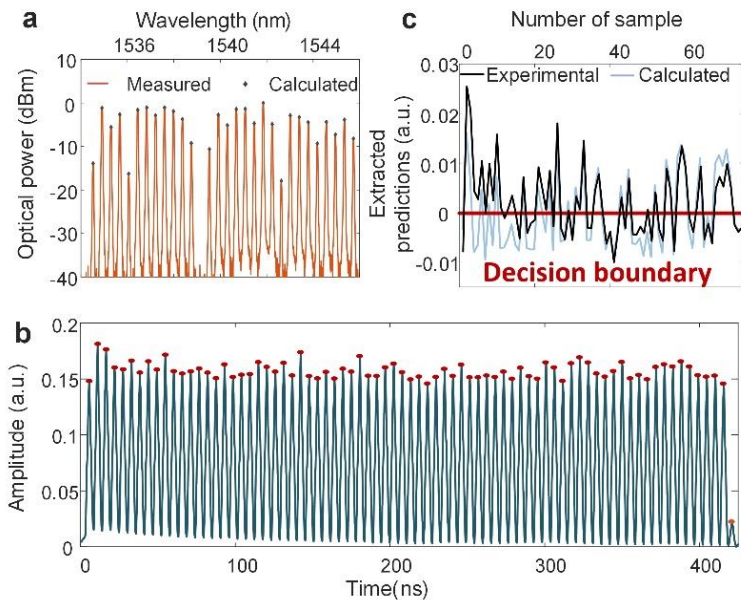 a
Wavelength (nm)
1536 1540 1544
10
0
-10
-20
-30
-40
Optical power (dBm)
Measured Calculated
c
Number of sample
0 20 40 60
0.03
0.02
0.01
0
-0.01
Extracted
predictions (a.u.)
Experimental Calculated
Decision boundary
b
0.2
0.15
0.1
0.05
0
Amplitude (a.u.)
0 100 200 300 400
Time(ns)